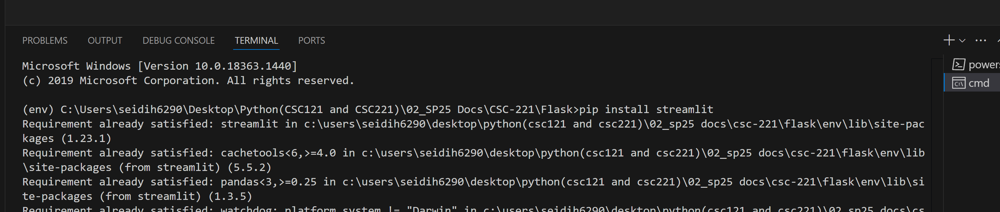 PROBLEMS OUTPUT DEBUG CONSOLE TERMINAL PORTS
Microsoft Windows [Version 10.0.18363.1440]
(c) 2019 Microsoft Corporation. All rights reserved.
powers
cmd
(env) C:\Users\seidih6290\Desktop\Python(CSC121 and CSC221)\02_SP25 Docs\CSC-221\Flask>pip install streamlit
Requirement already satisfied: streamlit in c:\users\seidih6290\desktop\python(csc121 and csc221)\02_sp25 docs\csc-221\flask\env\lib\site-pac
kages (1.23.1)
Requirement already satisfied: cachetools<6,>=4.0 in c:\users\seidih6290\desktop\python(csc121 and csc221)\02_sp25 docs\csc-221\flask\env\lib
\site-packages (from streamlit) (5.5.2)
Requirement already satisfied: pandas<3,>=0.25 in c:\users\seidih6290\desktop\python(csc121 and csc221)\02_sp25 docs\csc-221\flask\env\lib\si
te-packages (from streamlit) (1.3.5)
Requirement already satisfied: watchdog; platform_system != "Darwin" in c:\users\seidih6290\desktop\python(csc121 and csc221)\02_sp25 docs\cs